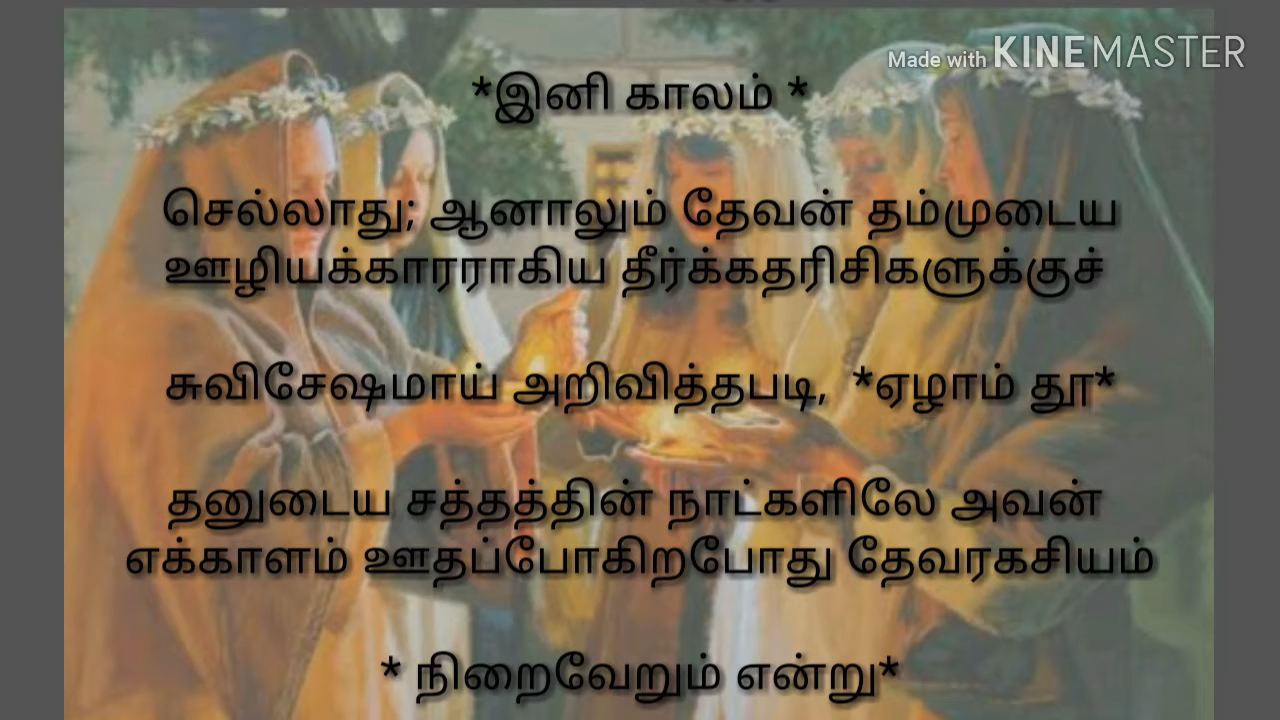 Made with KINEMASTER
*இனி காலம் *
செல்லாது; ஆனாலும் தேவன் தம்முடைய
ஊழியக்காரராகிய தீர்க்கதரிசிகளுக்குச்
சுவிசேஷமாய் அறிவித்தபடி, *ஏழாம் தூ*
தனுடைய சத்தத்தின் நாட்களிலே அவன்
எக்காளம் ஊதப்போகிறபோது தேவரகசியம்
* நிறைவேறும் என்று*